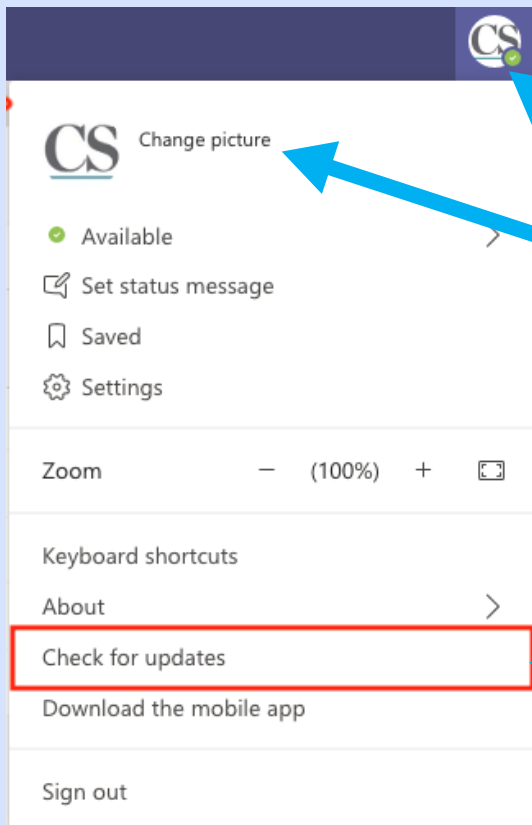 CS
CS Change picture
Available
Set status message
Saved
Settings
Zoom − (100%) +
Keyboard shortcuts
About
Check for updates
Download the mobile app
Sign out